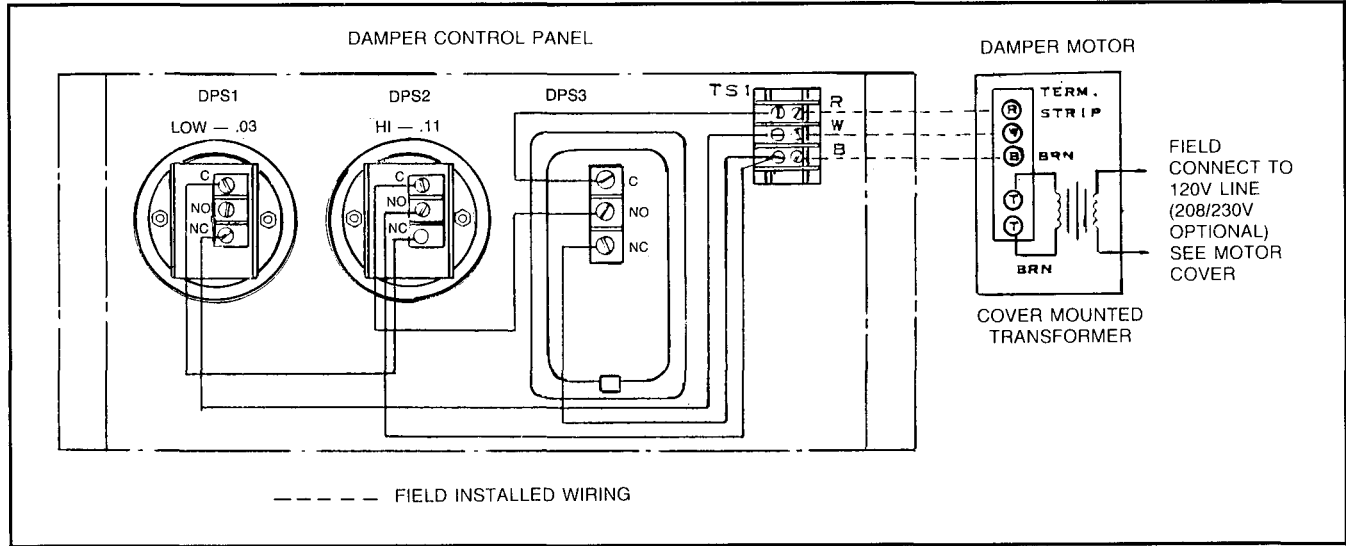 DAMPER CONTROL PANEL
DAMPER MOTOR
DPS1
DPS2
DPS3
TS1
LOW — .03
HI — .11
C
NO
NC
C
NO
NC
C
NO
NC
R
W
B
TERM.
STRIP
R
W
B
BRN
T
T
BRN
FIELD
CONNECT TO
120V LINE
(208/230V
OPTIONAL)
SEE MOTOR
COVER
COVER MOUNTED
TRANSFORMER
FIELD INSTALLED WIRING